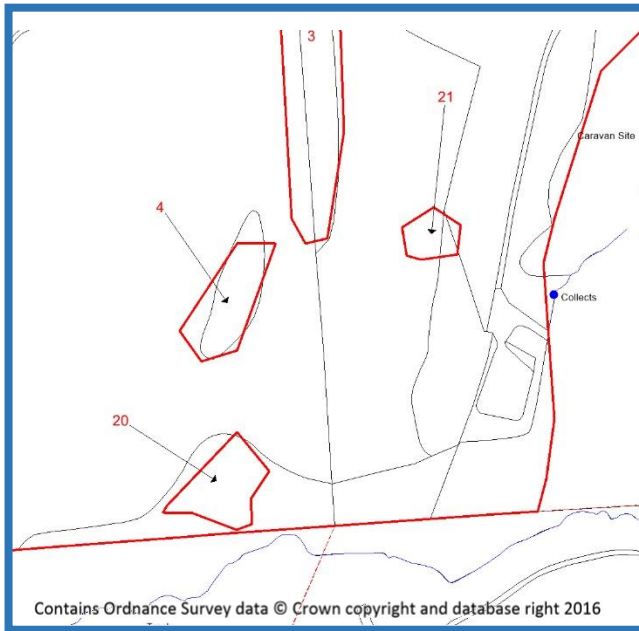 3
21
Caravan Site
4
Collects
20
Contains Ordnance Survey data © Crown copyright and database right 2016